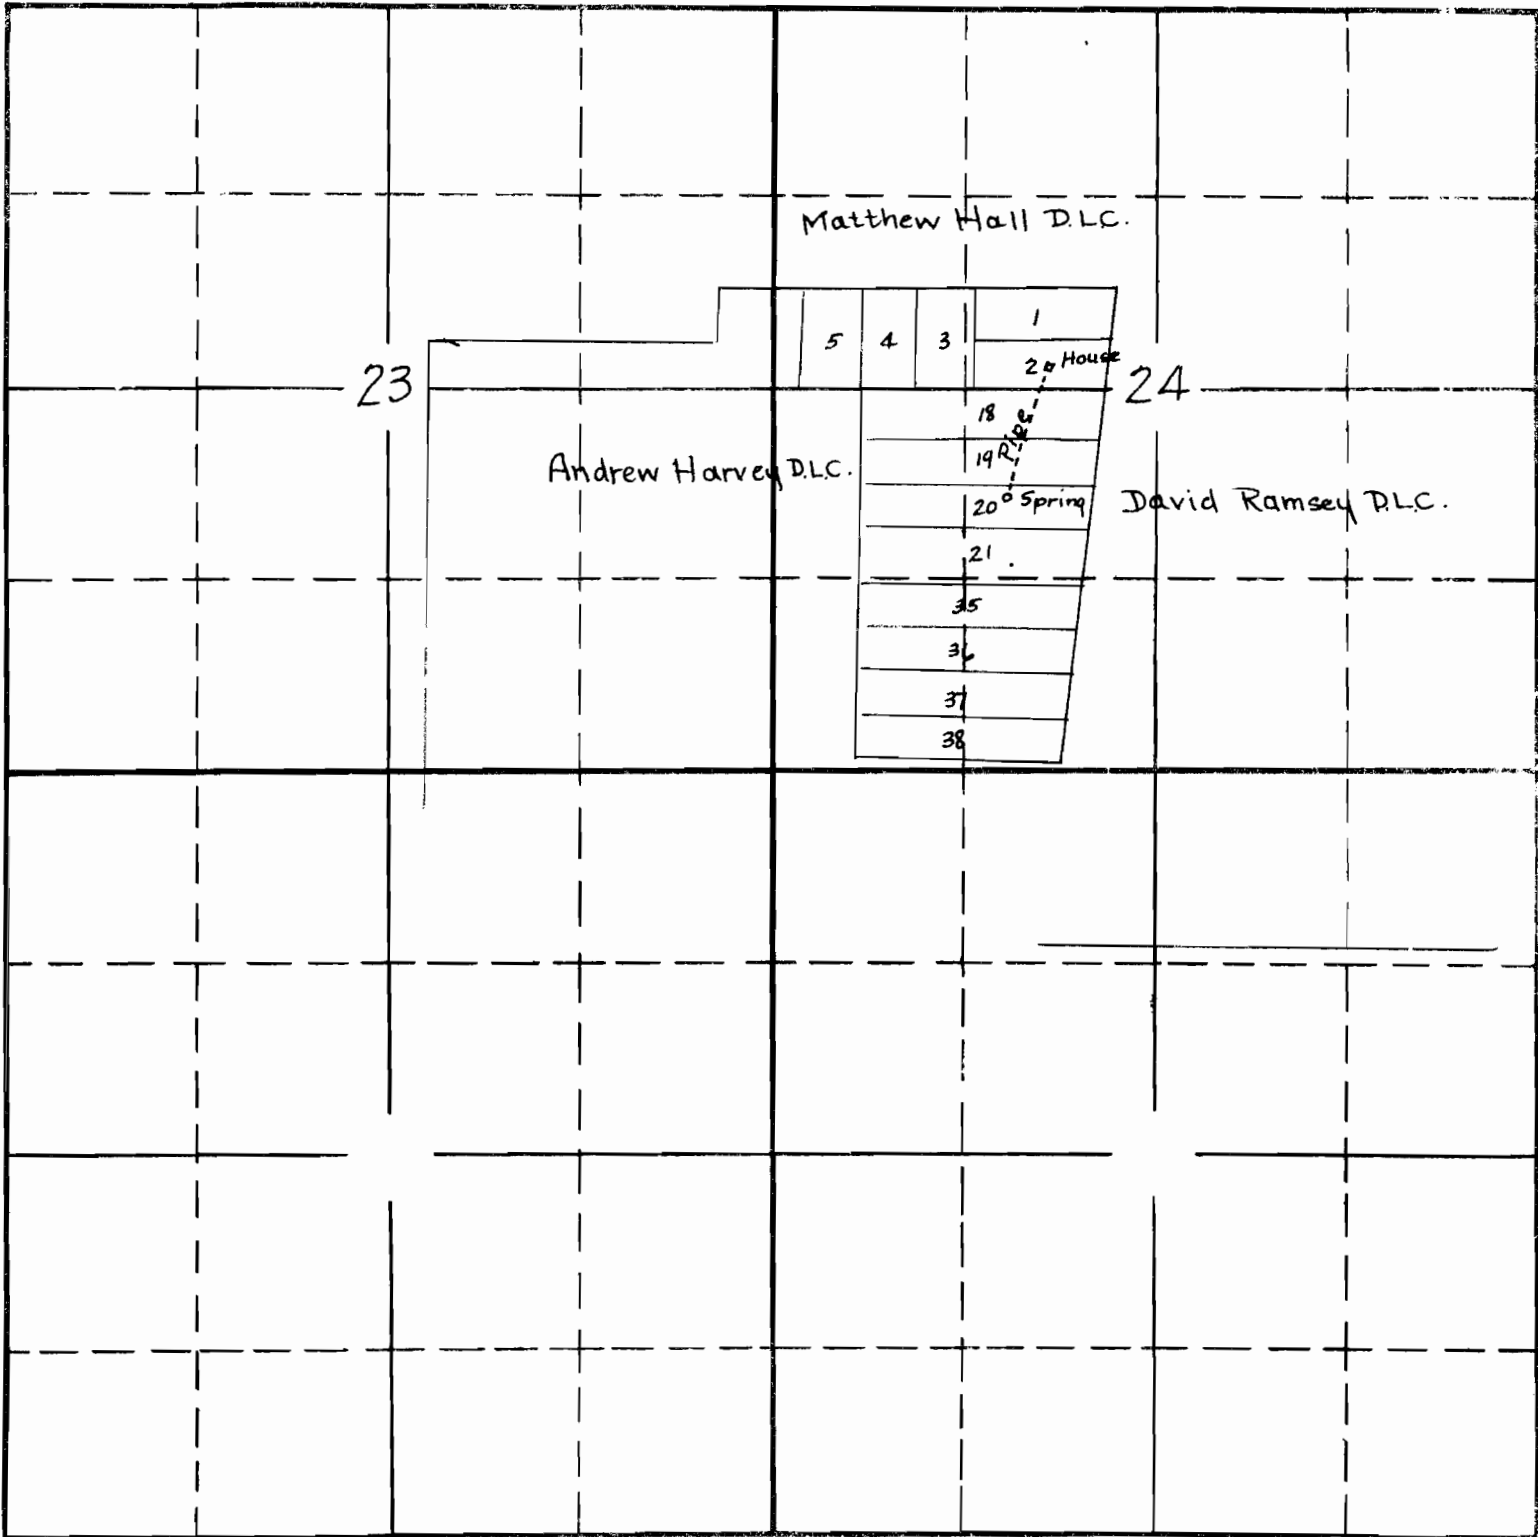 Matthew Hall D.L.C.
1
5 4 3
2 House
23
24
18
Pipe
19
Andrew Harvey D.L.C.
20 Spring
David Ramsey D.L.C.
21
35
36
37
38